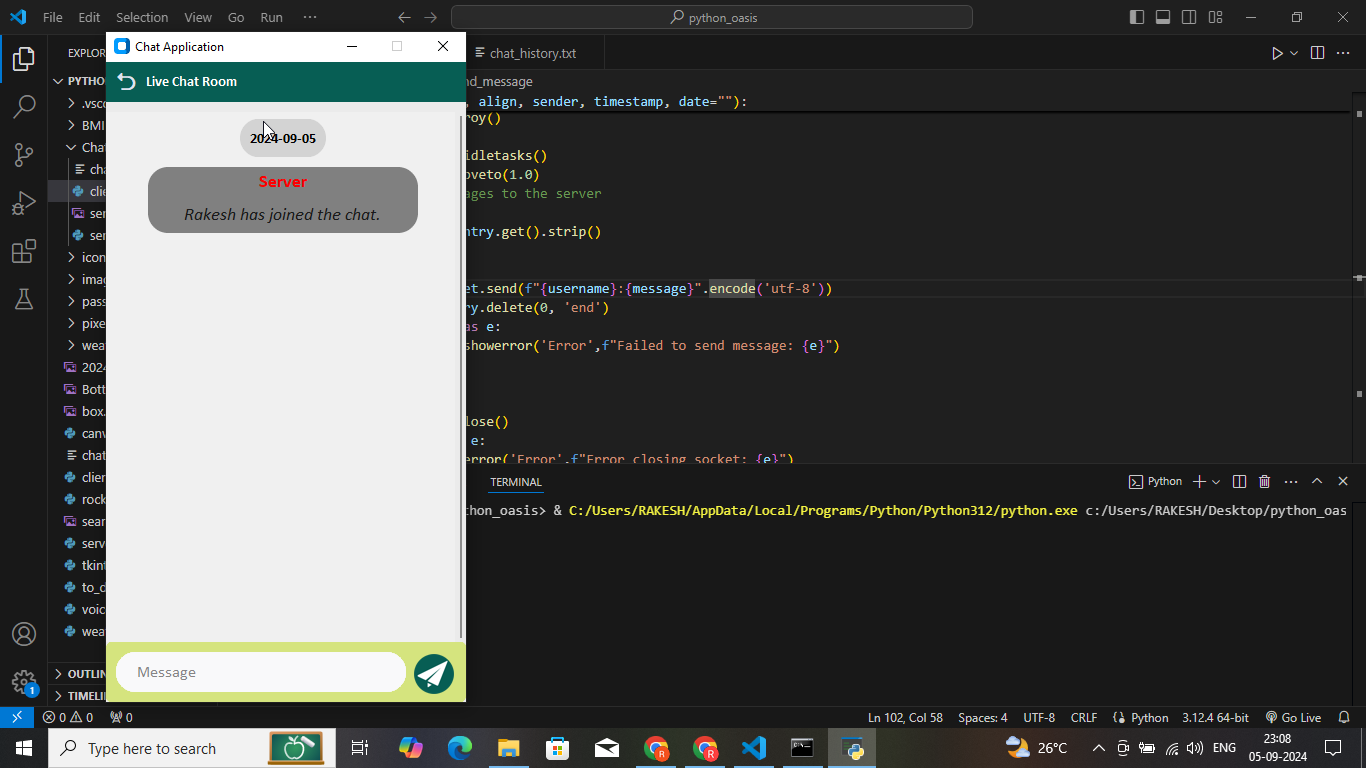 File Edit Selection View Go Run ···
python_oasis
Chat Application
EXPLOR
chat_history.txt
Live Chat Room
PYTHO
nd_message
.vsc
, align, sender, timestamp, date=""):
roy()
BMI
2024-09-05
Cha
idletasks()
cha
oveto(1.0)
Server
clie
ages to the server
Rakesh has joined the chat.
ser
ntry.get().strip()
ser
icon
imag
et.send(f"{username}:{message}".encode('utf-8'))
pass
ry.delete(0, 'end')
pixe
as e:
wea
showerror('Error',f"Failed to send message: {e}")
2024
Bott
box.
lose()
canv
e:
chat
error('Error',f"Error closing socket: {e}")
clien
TERMINAL
Python
rock
hon_oasis> & C:/Users/RAKESH/AppData/Local/Programs/Python/Python312/python.exe c:/Users/RAKESH/Desktop/python_oas
sear
serv
tkint
to_d
voic
wea
Message
OUTLIN
1
TIMELI
0 0 0
Ln 102, Col 58 Spaces: 4 UTF-8 CRLF Python 3.12.4 64-bit Go Live
Type here to search
R
R
26°C
ENG
23:08
05-09-2024